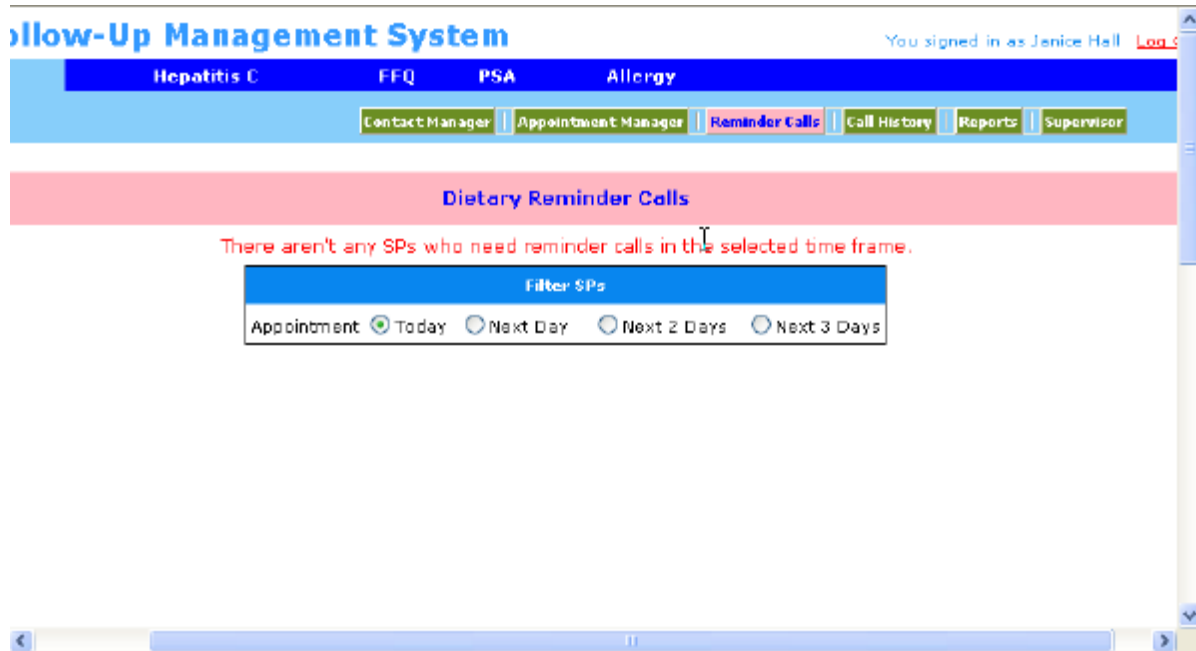 ollow-Up Management System
You signed in as Janice Hall Log
Hepatitis C FFQ PSA Allergy
Contact Manager Appointment Manager Reminder Calls Call History Reports Supervisor
Dietary Reminder Calls
There aren't any SPs who need reminder calls in the selected time frame.
Filter SPs
Appointment Today Next Day Next 2 Days Next 3 Days